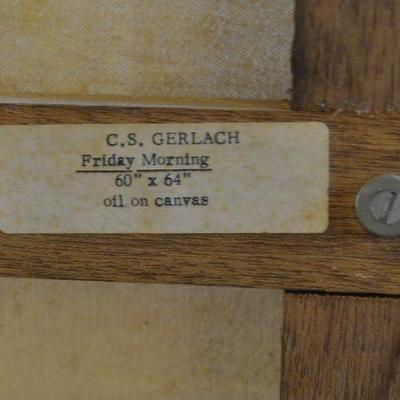 C.S. GERLACH
Friday Morning
60" x 64"
oil on canvas